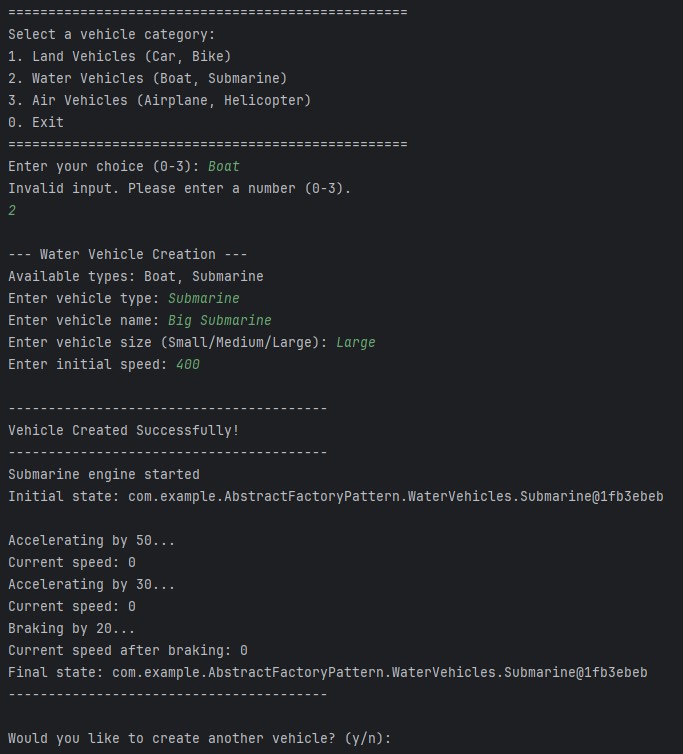 ==================================================
Select a vehicle category:
1. Land Vehicles (Car, Bike)
2. Water Vehicles (Boat, Submarine)
3. Air Vehicles (Airplane, Helicopter)
0. Exit
==================================================
Enter your choice (0-3): Boat
Invalid input. Please enter a number (0-3).
2
--- Water Vehicle Creation ---
Available types: Boat, Submarine
Enter vehicle type: Submarine
Enter vehicle name: Big Submarine
Enter vehicle size (Small/Medium/Large): Large
Enter initial speed: 400
----------------------------------------
Vehicle Created Successfully!
----------------------------------------
Submarine engine started
Initial state: com.example.AbstractFactoryPattern.WaterVehicles.Submarine@1fb3ebeb
Accelerating by 50...
Current speed: 0
Accelerating by 30...
Current speed: 0
Braking by 20...
Current speed after braking: 0
Final state: com.example.AbstractFactoryPattern.WaterVehicles.Submarine@1fb3ebeb
----------------------------------------
Would you like to create another vehicle? (y/n):